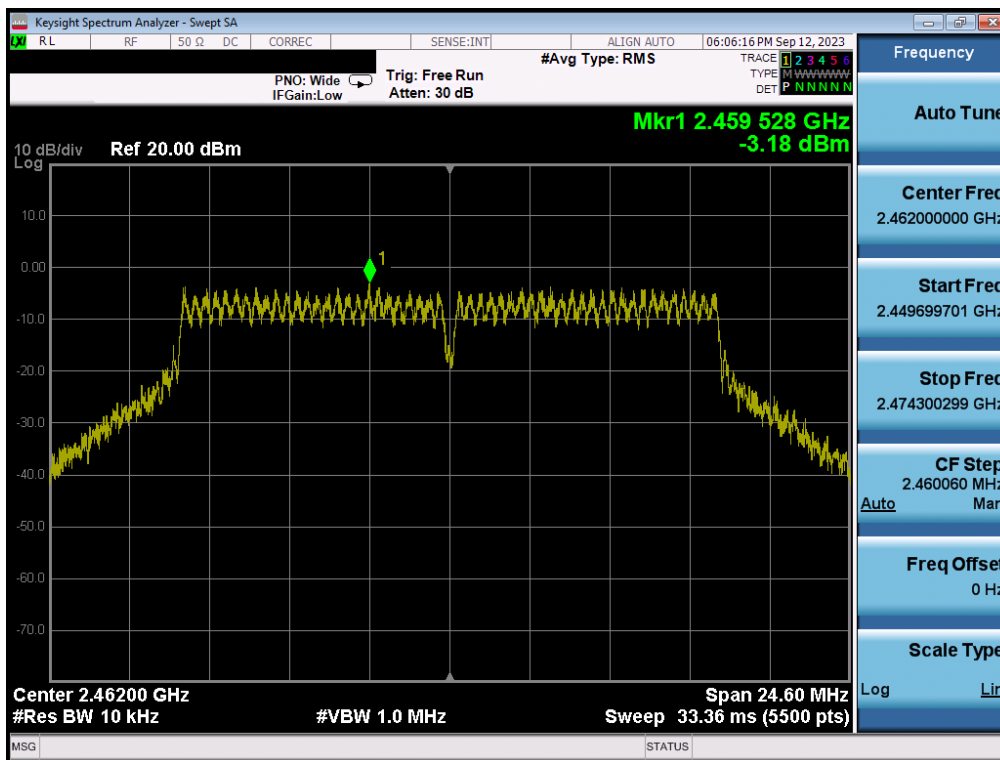 Keysight Spectrum Analyzer - Swept SA
LXI RL RF 50 Ω DC CORREC SENSE:INT ALIGN AUTO 06:06:16 PM Sep 12, 2023
PNO: Wide
IFGain:Low
Trig: Free Run
Atten: 30 dB
#Avg Type: RMS
TRACE 1 2 3 4 5 6
TYPE M WWWWW
DET P N N N N N
Mkr1 2.459 528 GHz
-3.18 dBm
10 dB/div Ref 20.00 dBm
Log
1
10.0
0.00
-10.0
-20.0
-30.0
-40.0
-50.0
-60.0
-70.0
Center 2.46200 GHz Span 24.60 MHz
#Res BW 10 kHz #VBW 1.0 MHz Sweep 33.36 ms (5500 pts)
MSG STATUS
Frequency
Auto Tune
Center Freq
2.462000000 GHz
Start Freq
2.449699701 GHz
Stop Freq
2.474300299 GHz
CF Step
2.460060 MHz
Auto Man
Freq Offset
0 Hz
Scale Type
Log Lin